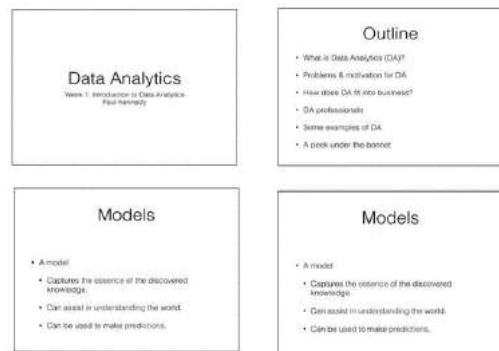 Data Analytics
Week 1: Introduction to Data Analytics
Paul Kennedy
Outline
• What is Data Analytics (DA)?
• Problems & motivation for DA
• How does DA fit into business?
• DA professionals
• Some examples of DA
• A peek under the bonnet
Models
• A model
• Captures the essence of the discovered
knowledge.
• Can assist in understanding the world.
• Can be used to make predictions.
Models
• A model
• Captures the essence of the discovered
knowledge.
• Can assist in understanding the world.
• Can be used to make predictions.